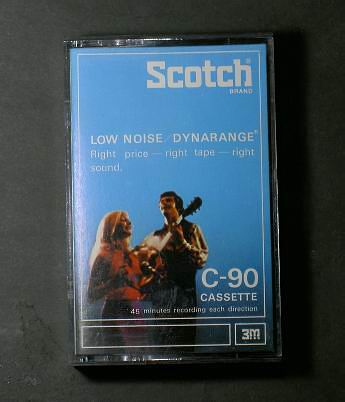 Scotch®
BRAND
LOW NOISE/DYNARANGE®
Right price — right tape — right
sound.
C-90
CASSETTE
45 minutes recording each direction
3M